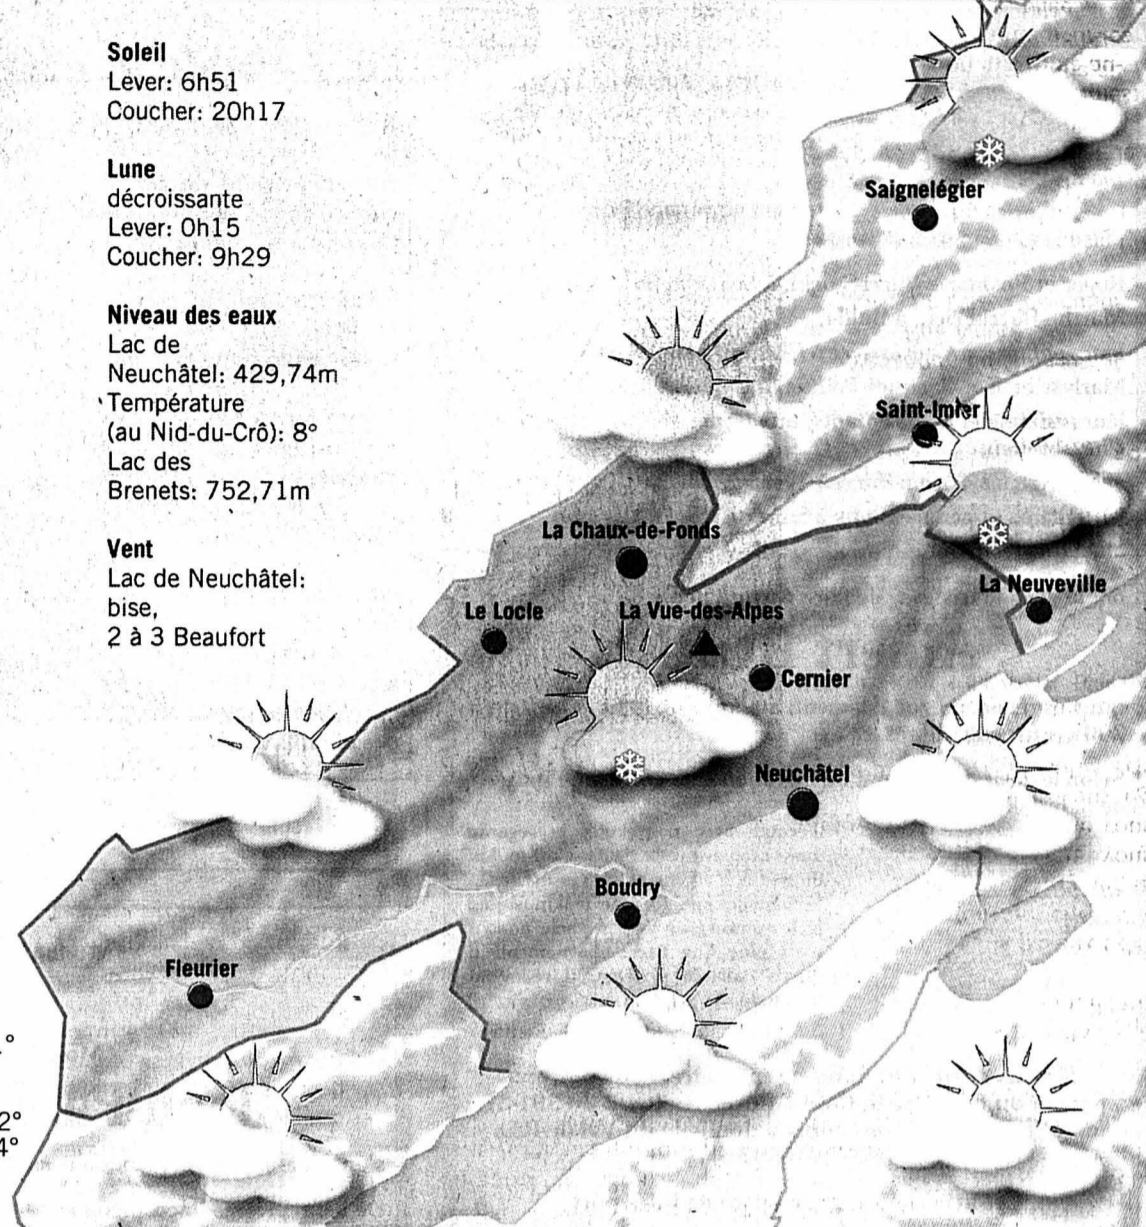 Soleil
Lever: 6h51
Coucher: 20h17
Lune
décroissante
Lever: 0h15
Coucher: 9h29
Niveau des eaux
Lac de
Neuchâtel: 429,74m
Température
(au Nid-du-Crô): 8°
Lac des
Brenets: 752,71m
Vent
Lac de Neuchâtel:
bise,
2 à 3 Beaufort
Saignelégier
Saint-Imier
La Chaux-de-Fonds
La Neuveville
Le Locle
La Vue-des-Alpes
Cernier
Neuchâtel
Boudry
Fleurier
2°
4°